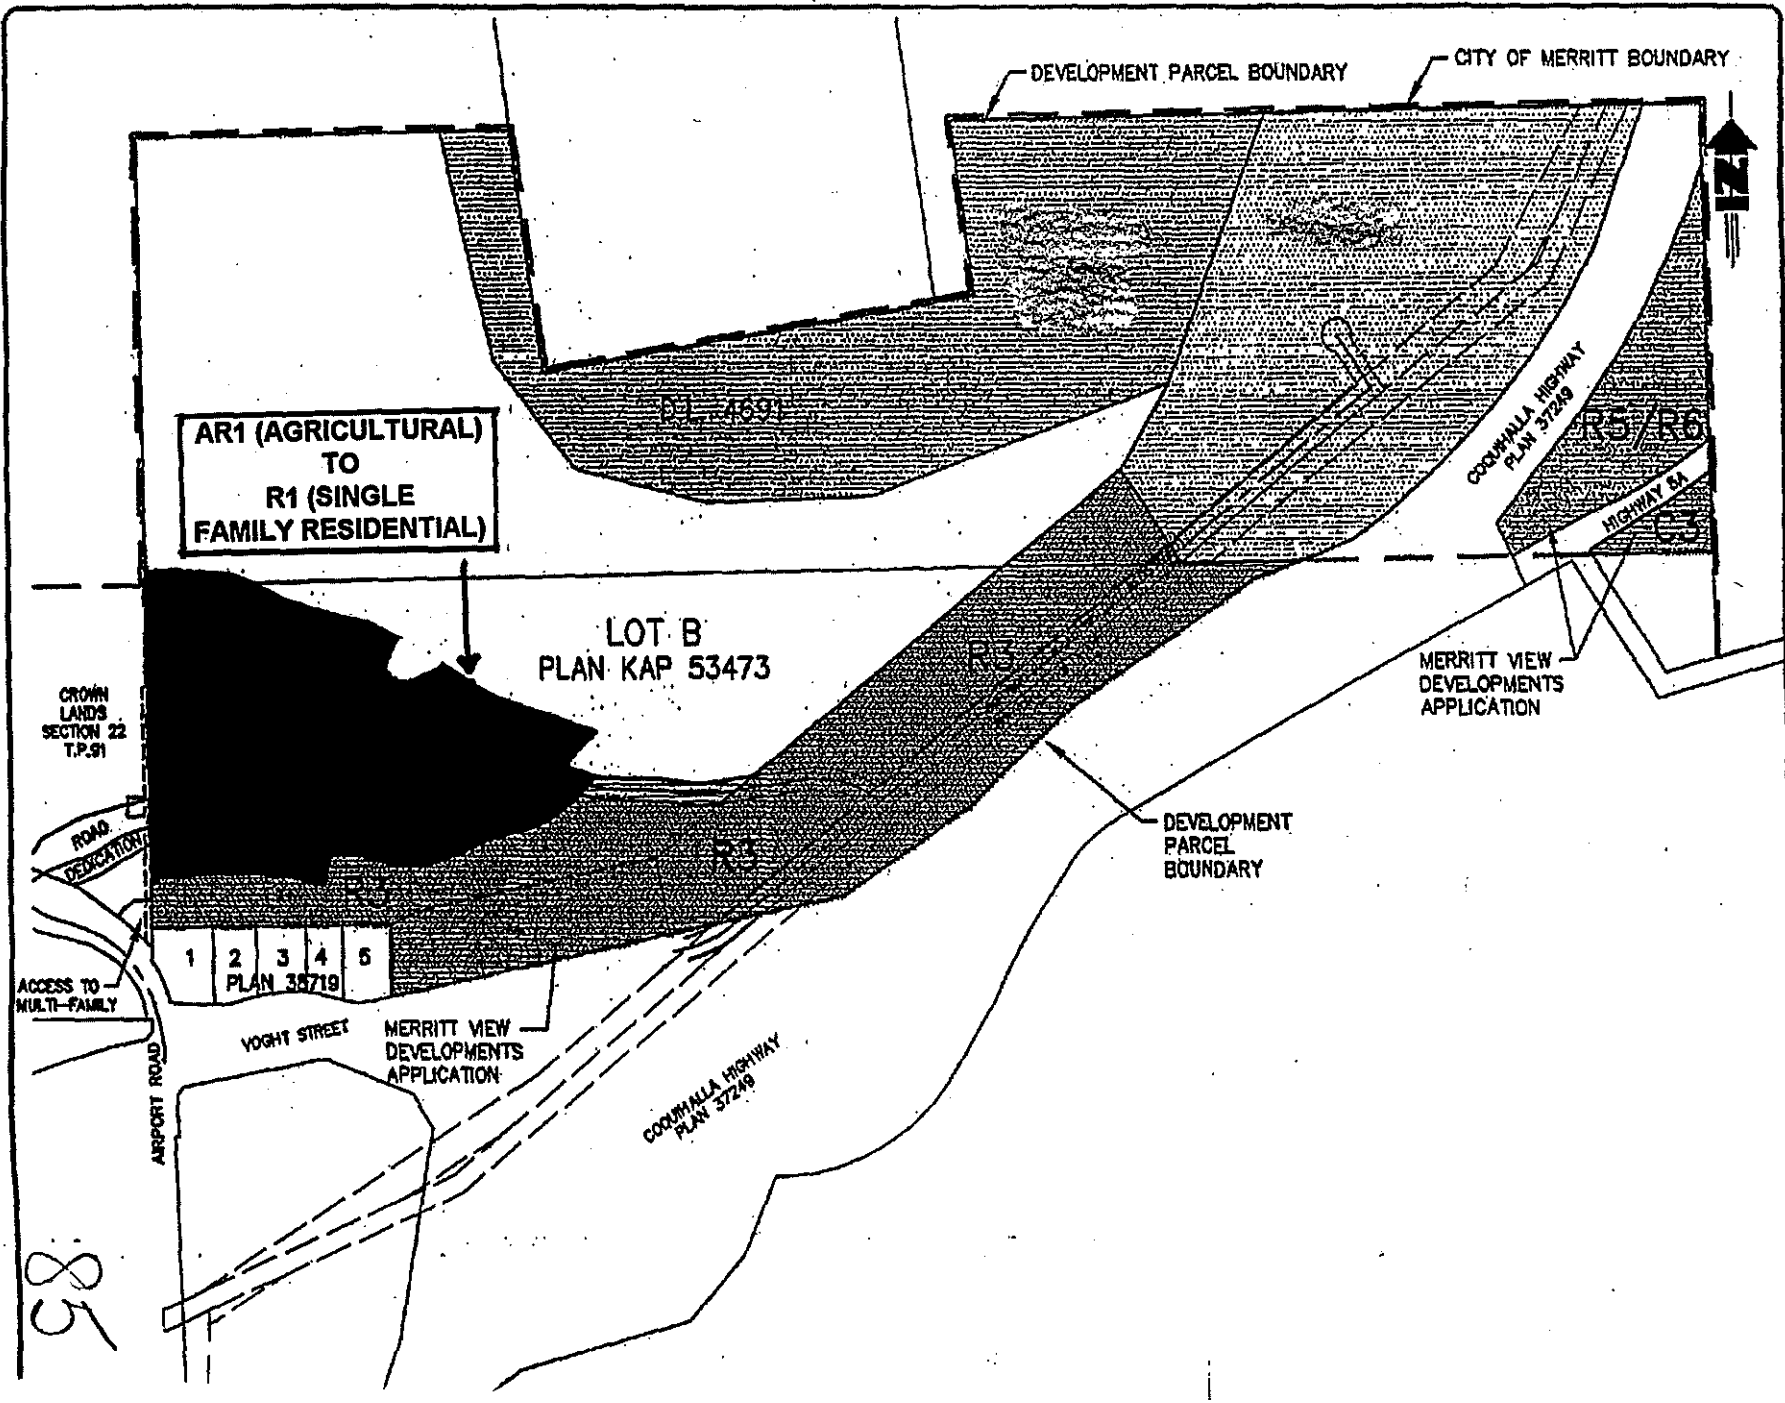 DEVELOPMENT PARCEL BOUNDARY
CITY OF MERRITT BOUNDARY
N
D.L. 4691
AR1 (AGRICULTURAL)
TO
R1 (SINGLE
FAMILY RESIDENTIAL)
COQUIHALLA HIGHWAY
PLAN 37249
R5/R6
HIGHWAY 5A
C3
LOT B
PLAN KAP 53473
R3
CROWN
LANDS
SECTION 22
T.P.91
MERRITT VIEW
DEVELOPMENTS
APPLICATION
ROAD
DEDICATION
R3
DEVELOPMENT
PARCEL
BOUNDARY
R3
1 2 3 4 5
PLAN 35719
ACCESS TO
MULTI-FAMILY
VOGHT STREET
MERRITT VIEW
DEVELOPMENTS
APPLICATION
AIRPORT ROAD
COQUIHALLA HIGHWAY
PLAN 37249
58